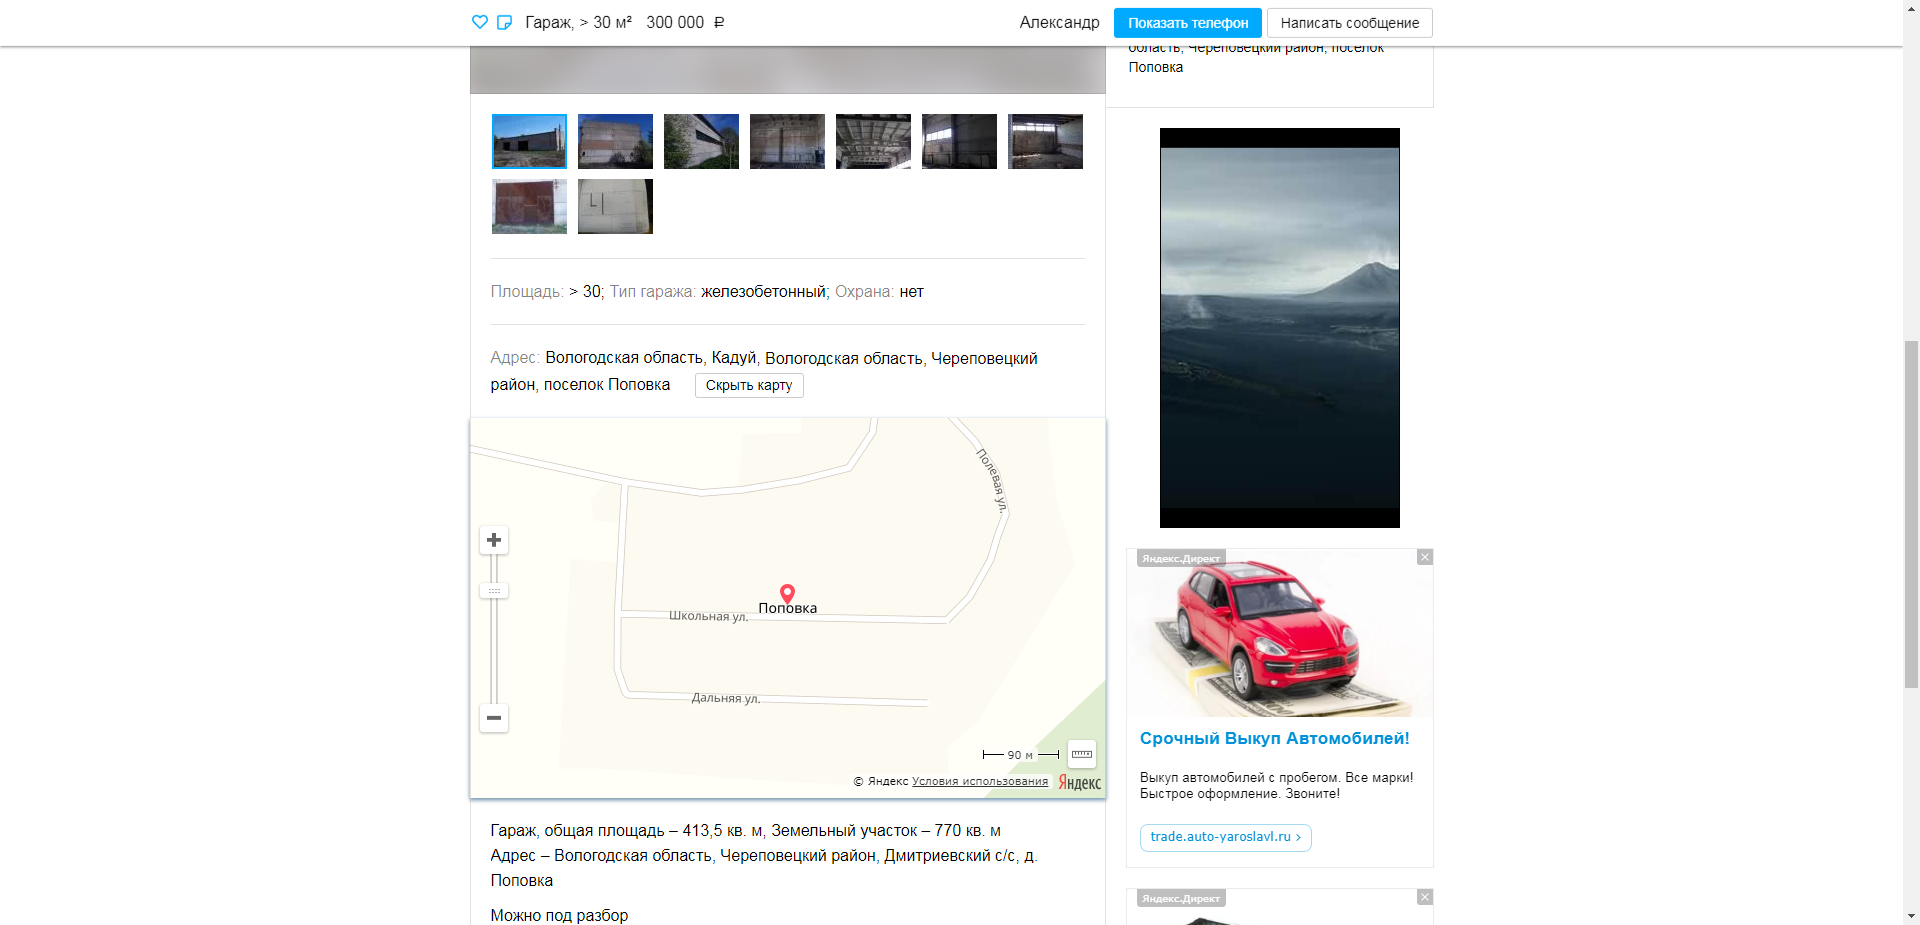 Гараж, > 30 м² 300 000 ₽
Александр
Показать телефон
Написать сообщение
область, Череповецкий район, поселок
Поповка
Площадь: > 30; Тип гаража: железобетонный; Охрана: нет
Адрес: Вологодская область, Кадуй, Вологодская область, Череповецкий
район, поселок Поповка
Скрыть карту
Полевая ул.
Поповка
Школьная ул.
Дальняя ул.
90 м
© Яндекс Условия использования
Яндекс
Гараж, общая площадь – 413,5 кв. м, Земельный участок – 770 кв. м
Адрес – Вологодская область, Череповецкий район, Дмитриевский с/с, д.
Поповка
Можно под разбор
Яндекс.Директ
Срочный Выкуп Автомобилей!
Выкуп автомобилей с пробегом. Все марки!
Быстрое оформление. Звоните!
trade.auto-yaroslavl.ru >
Яндекс.Директ